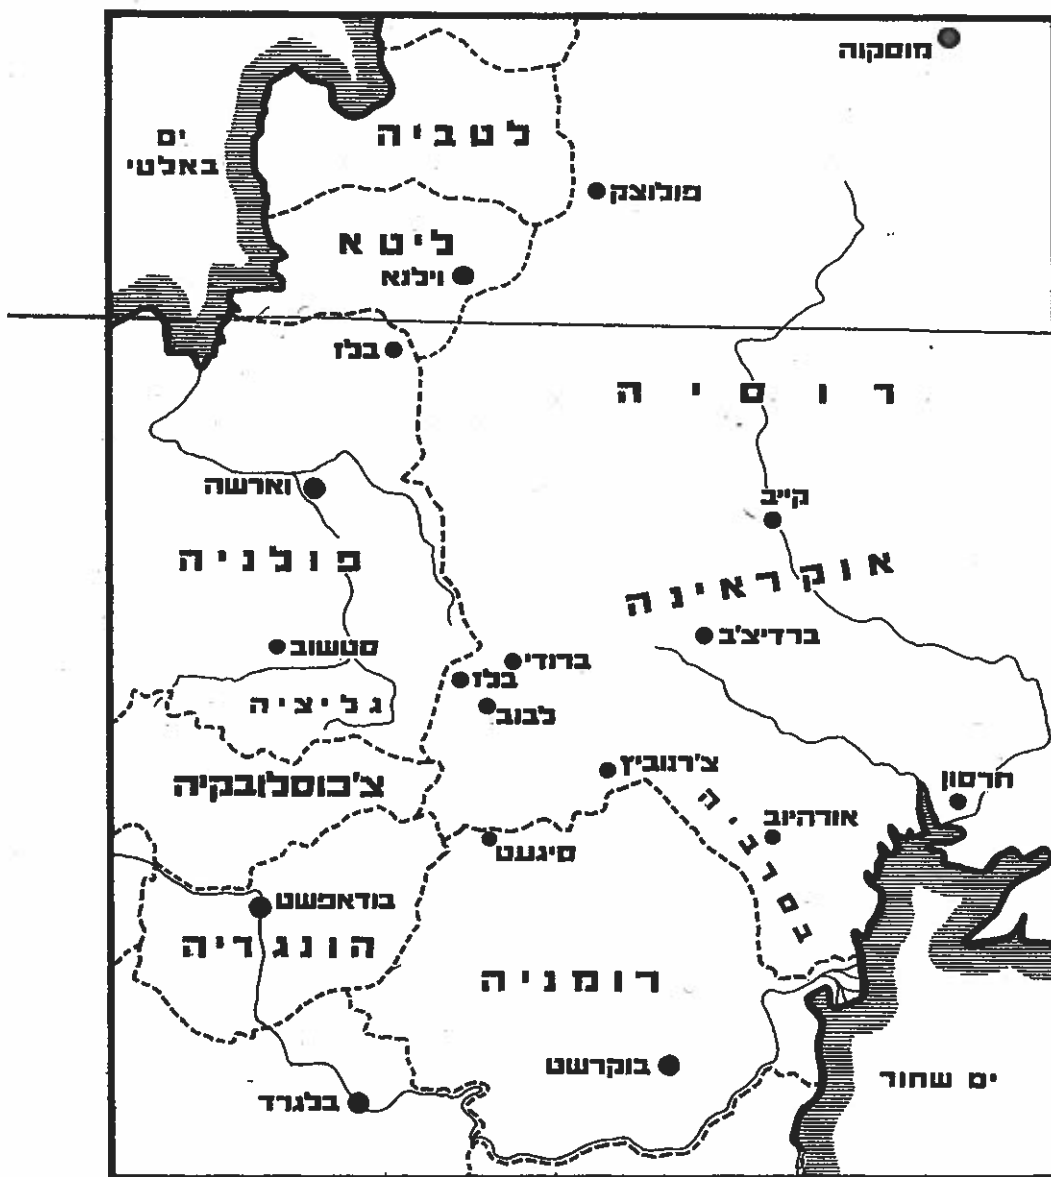 מוסקוה
לטביה
ים
באלטי
פולוצק
ליטא
וילנא
בלז
רוסיה
וארשה
קייב
פולניה
אוקראינה
ברדיצ'ב
סטשוב
ברודי
בלז
גליציה
לבוב
צ'רנוביץ
צ'כוסלובקיה
חרסון
בסרביה
אורהיוב
סיגעט
בודאפשט
הונגריה
רומניה
בוקרשט
ים שחור
בלגרד